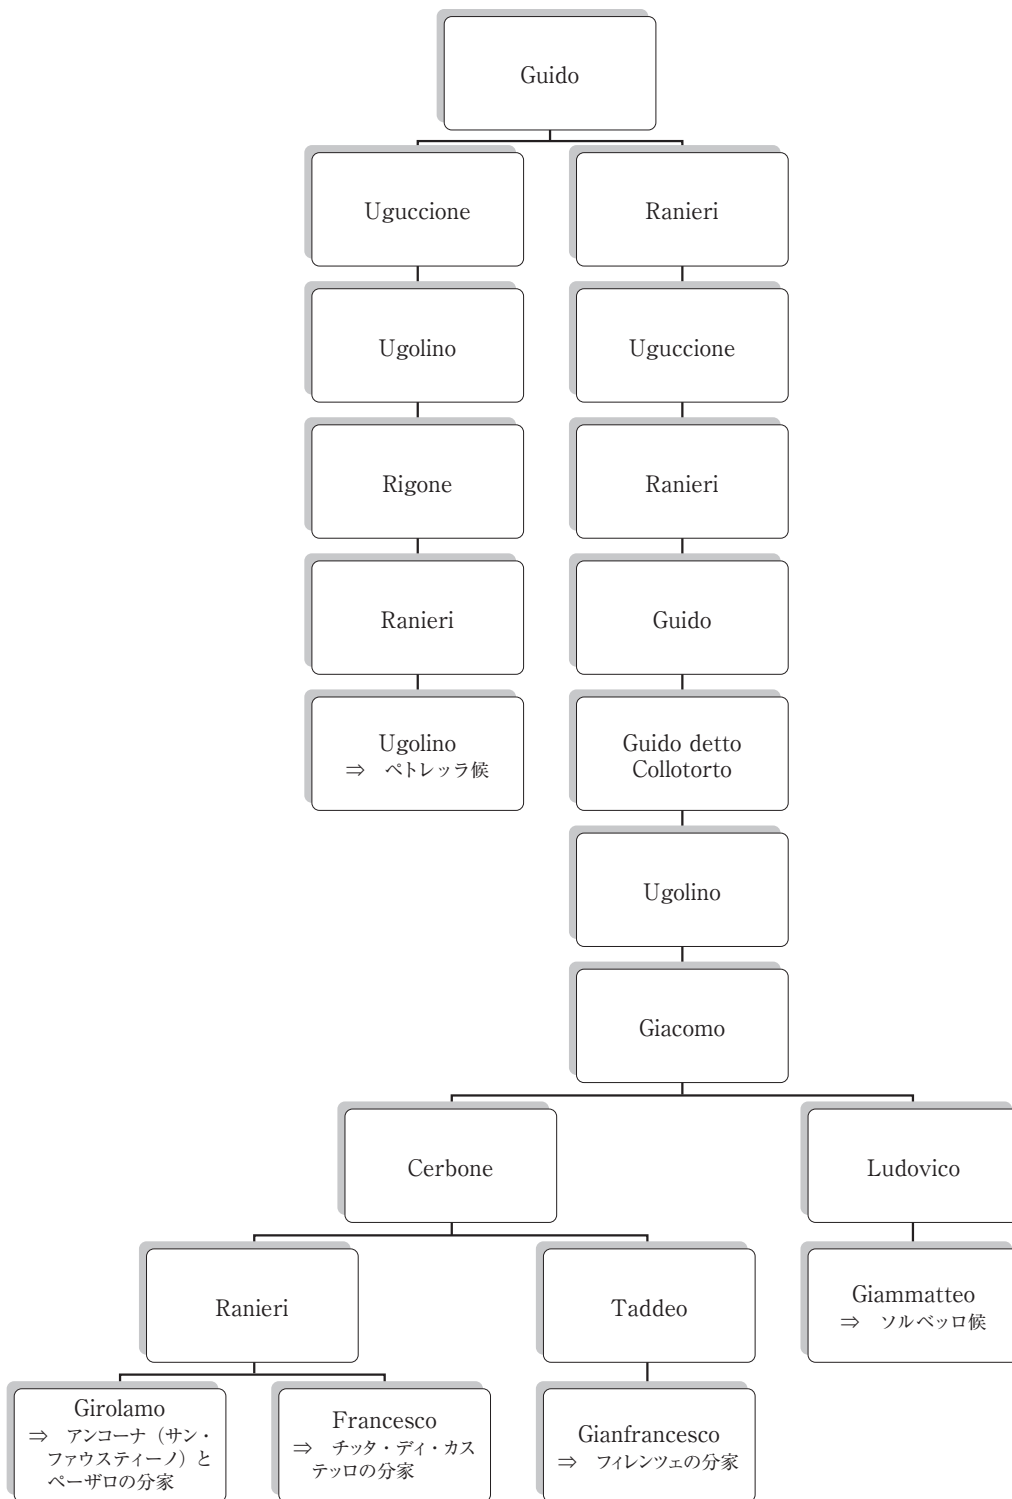 Guido
Uguccione
Ranieri
Ugolino
Uguccione
Rigone
Ranieri
Ranieri
Guido
Ugolino
⇒ ペトレッラ候
Guido detto
Collotorto
Ugolino
Giacomo
Cerbone
Ludovico
Ranieri
Taddeo
Giammatteo
⇒ ソルベッロ候
Girolamo
⇒ アンコーナ（サン・
ファウスティーノ）と
ペーザロの分家
Francesco
⇒ チッタ・ディ・カス
テッロの分家
Gianfrancesco
⇒ フィレンツェの分家